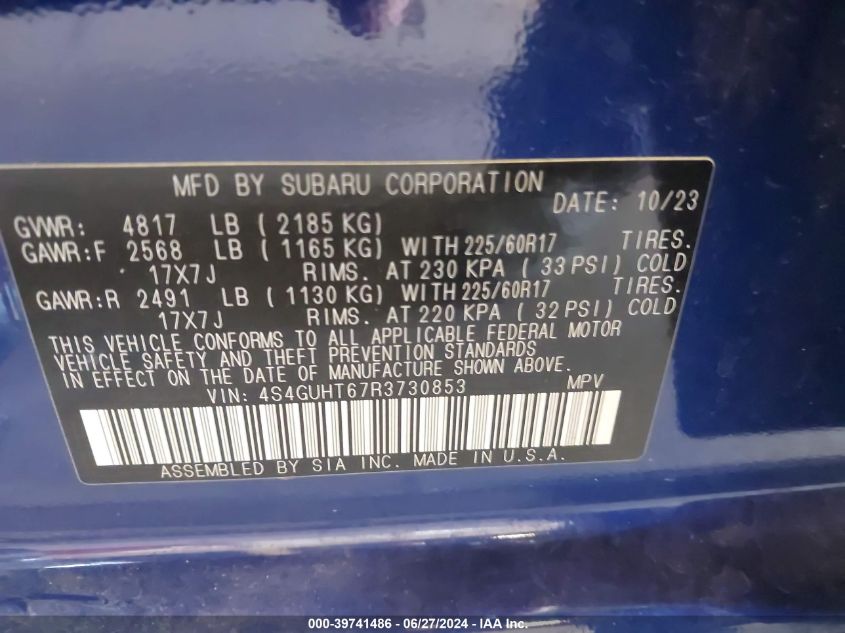 MFD BY SUBARU CORPORATION
DATE: 10/23
GVWR: 4817 LB ( 2185 KG)
GAWR:F 2568 LB ( 1165 KG) WITH 225/60R17 TIRES.
17X7J RIMS. AT 230 KPA ( 33 PSI) COLD
GAWR:R 2491 LB ( 1130 KG) WITH 225/60R17 TIRES.
17X7J RIMS. AT 220 KPA ( 32 PSI) COLD
THIS VEHICLE CONFORMS TO ALL APPLICABLE FEDERAL MOTOR
VEHICLE SAFETY AND THEFT PREVENTION STANDARDS
IN EFFECT ON THE DATE OF MANUFACTURE SHOWN ABOVE.
VIN: 4S4GUHT67R3730853 MPV
ASSEMBLED BY SIA INC. MADE IN U.S.A.
000-39741486 - 06/27/2024 - IAA Inc.